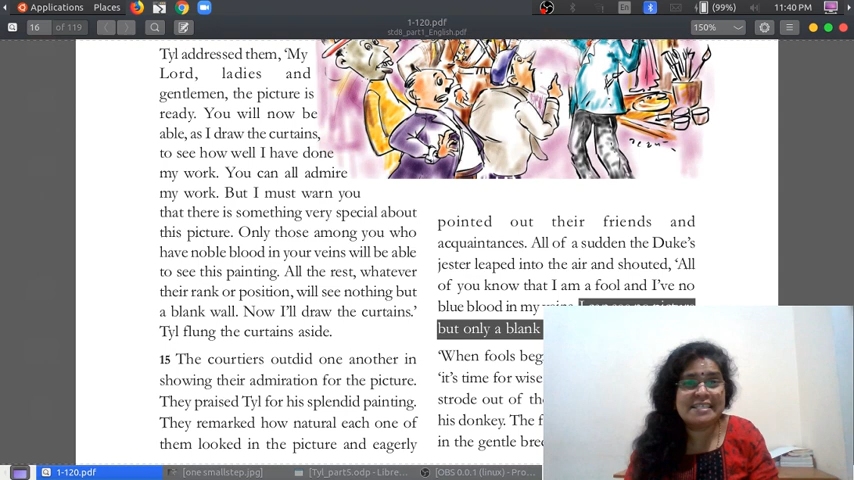 Applications Places En (99%) 11:40 PM
16 of 119 1-120.pdf 150%
std8_part1_English.pdf
Tyl addressed them, ‘My
Lord, ladies and
gentlemen, the picture is
ready. You will now be
able, as I draw the curtains,
to see how well I have done
my work. You can all admire
my work. But I must warn you
that there is something very special about
this picture. Only those among you who
have noble blood in your veins will be able
to see this painting. All the rest, whatever
their rank or position, will see nothing but
a blank wall. Now I’ll draw the curtains.’
Tyl flung the curtains aside.
15 The courtiers outdid one another in
showing their admiration for the picture.
They praised Tyl for his splendid painting.
They remarked how natural each one of
them looked in the picture and eagerly
pointed out their friends and
acquaintances. All of a sudden the Duke’s
jester leaped into the air and shouted, ‘All
of you know that I am a fool and I’ve no
blue blood in my veins. I can see no picture
but only a blank
‘When fools beg
‘it’s time for wise
strode out of the
his donkey. The f
in the gentle bre
1-120.pdf [one smallstep.jpg] [Tyl_part5.odp - Libre... [OBS 0.0.1 (linux) - Pro...